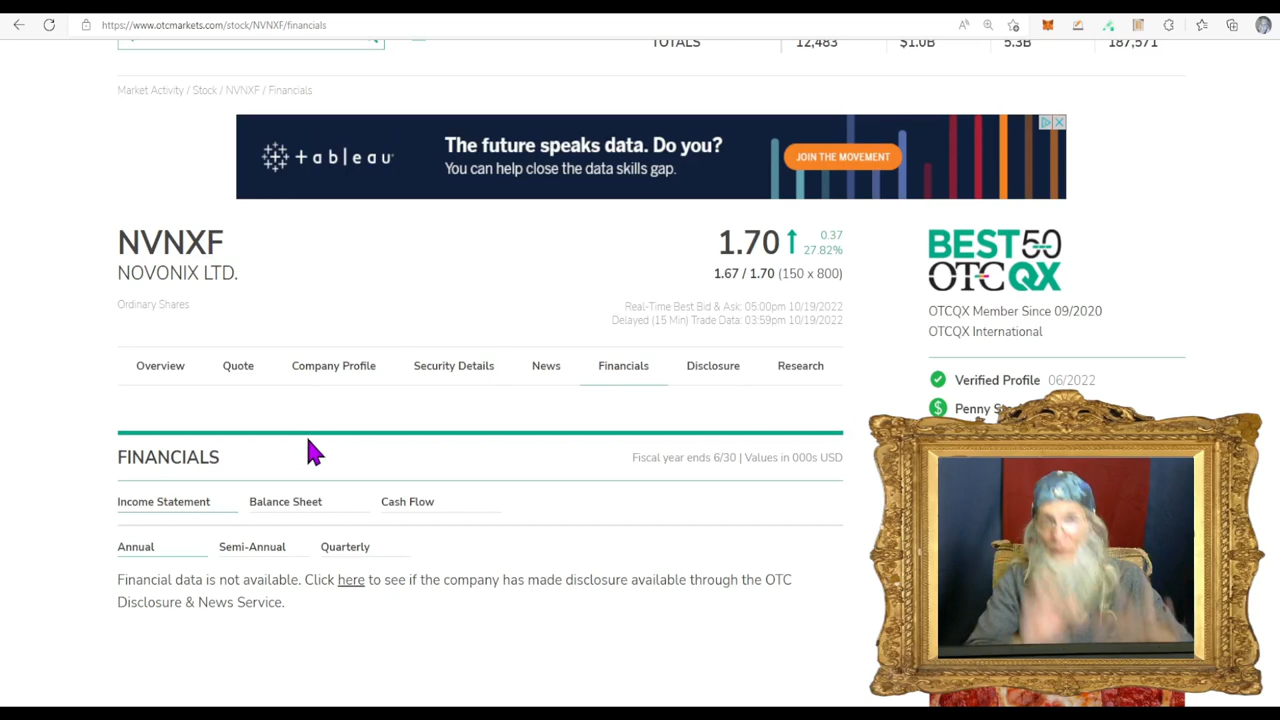 https://www.otcmarkets.com/stock/NVNXF/financials
TOTALS 12,483 $1.0B 5.3B 187,571
Market Activity / Stock / NVNXF / Financials
+ableau
The future speaks data. Do you?
You can help close the data skills gap.
JOIN THE MOVEMENT
NVNXF
NOVONIX LTD.
Ordinary Shares
1.70 0.37
27.82%
1.67 / 1.70 (150 x 800)
Real-Time Best Bid & Ask: 05:00pm 10/19/2022
Delayed (15 Min) Trade Data: 03:59pm 10/19/2022
BEST50
OTCQX
OTCQX Member Since 09/2020
OTCQX International
Verified Profile 06/2022
Overview Quote Company Profile Security Details News Financials Disclosure Research
$ Penny
FINANCIALS
Fiscal year ends 6/30 | Values in 000s USD
Income Statement Balance Sheet Cash Flow
Annual Semi-Annual Quarterly
Financial data is not available. Click here to see if the company has made disclosure available through the OTC
Disclosure & News Service.